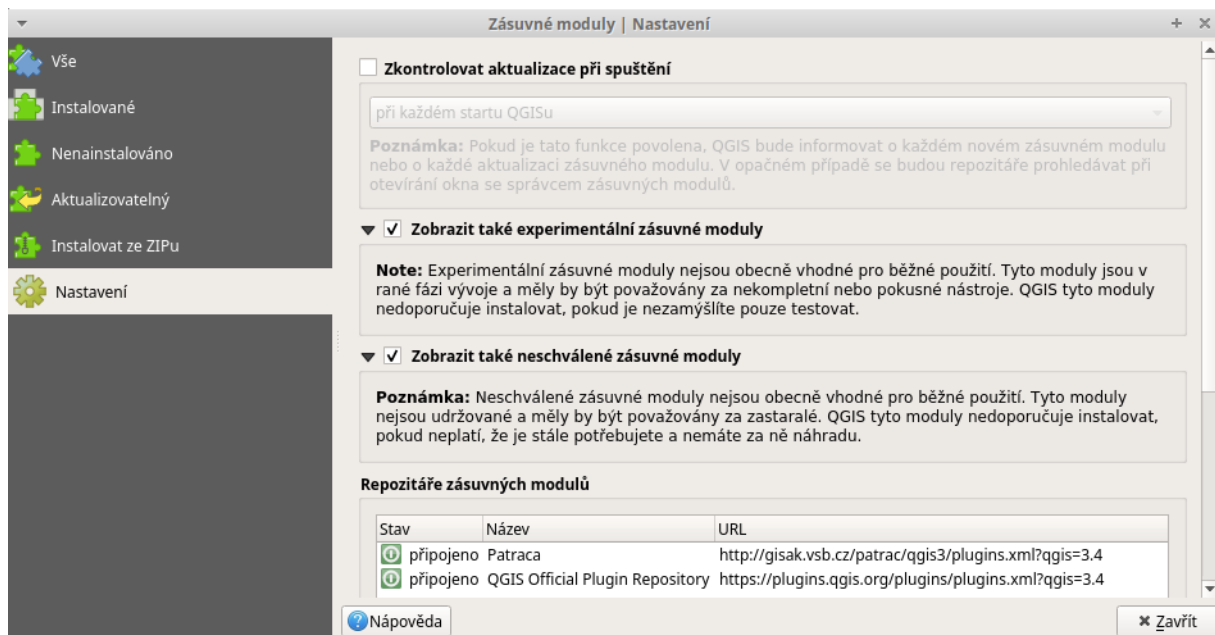 Zásuvné moduly | Nastavení
Vše
Instalované
Nenainstalováno
Aktualizovatelný
Instalovat ze ZIPu
Nastavení
Zkontrolovat aktualizace při spuštění
při každém startu QGISu
Poznámka: Pokud je tato funkce povolena, QGIS bude informovat o každém novém zásuvném modulu
nebo o každé aktualizaci zásuvného modulu. V opačném případě se budou repozitáře prohledávat při
otevírání okna se správcem zásuvných modulů.
Zobrazit také experimentální zásuvné moduly
Note: Experimentální zásuvné moduly nejsou obecně vhodné pro běžné použití. Tyto moduly jsou v
rané fázi vývoje a měly by být považovány za nekompletní nebo pokusné nástroje. QGIS tyto moduly
nedoporučuje instalovat, pokud je nezamýšlíte pouze testovat.
Zobrazit také neschválené zásuvné moduly
Poznámka: Neschválené zásuvné moduly nejsou obecně vhodné pro běžné použití. Tyto moduly
nejsou udržované a měly by být považovány za zastaralé. QGIS tyto moduly nedoporučuje instalovat,
pokud neplatí, že je stále potřebujete a nemáte za ně náhradu.
Repozitáře zásuvných modulů
Stav Název URL
připojeno Patraca http://gisak.vsb.cz/patrac/qgis3/plugins.xml?qgis=3.4
připojeno QGIS Official Plugin Repository https://plugins.qgis.org/plugins/plugins.xml?qgis=3.4
Nápověda
Zavřít